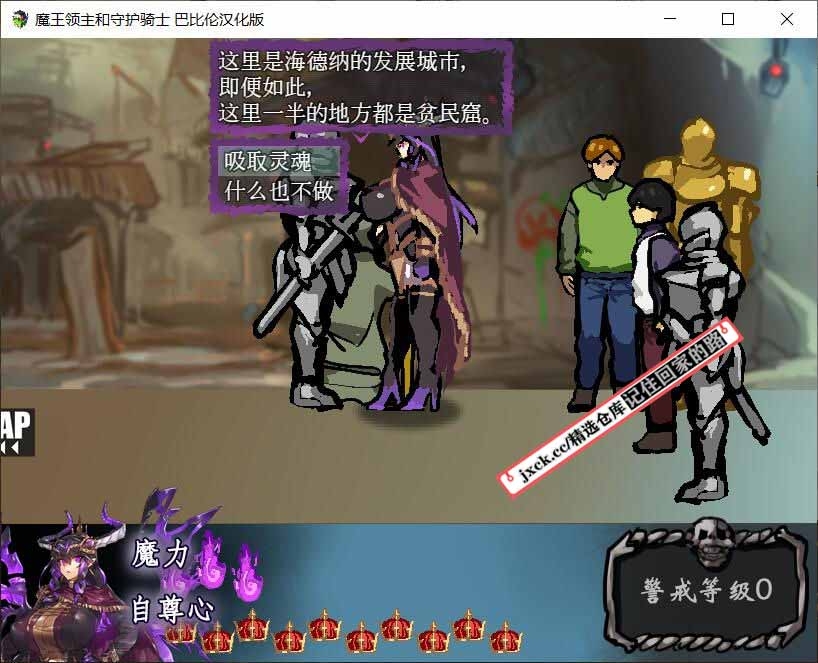 魔王领主和守护骑士 巴比伦汉化版
这里是海德纳的发展城市，
即便如此，
这里一半的地方都是贫民窟。
吸取灵魂
什么也不做
jxck.cc/精选仓库记住回家的路
AP
魔力
自尊心
警戒等级0